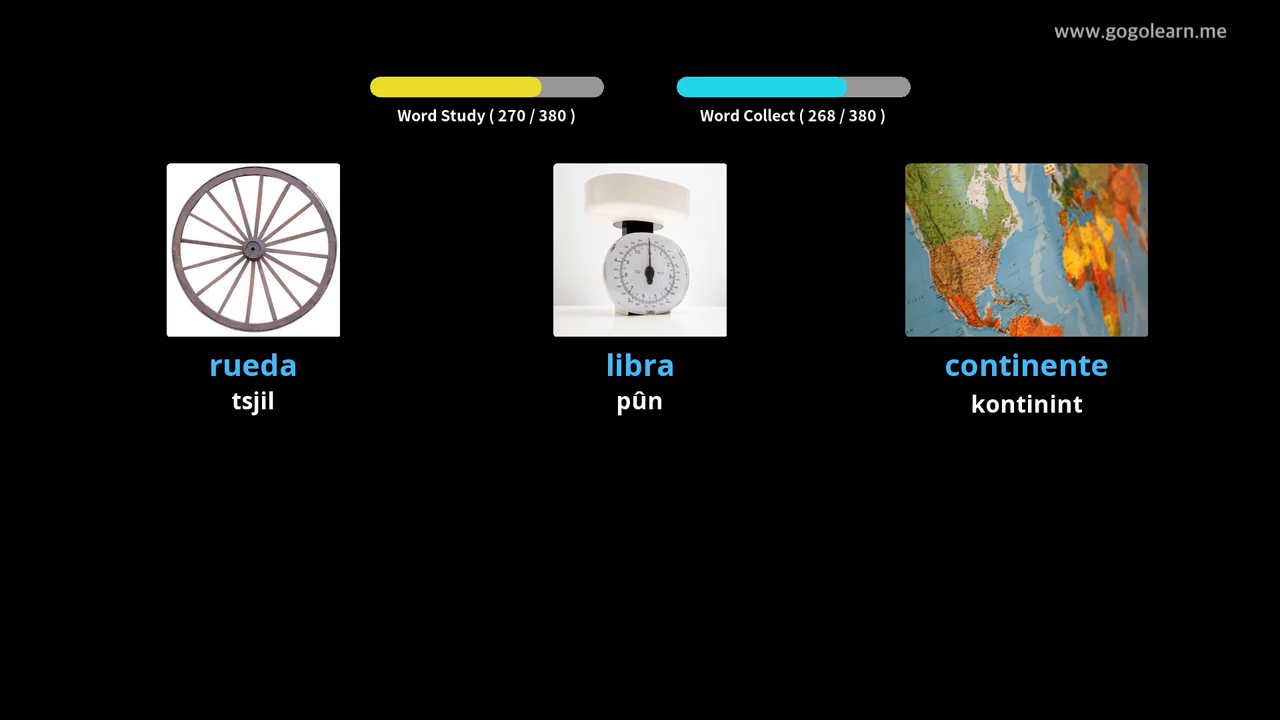 www.gogolearn.me
Word Study ( 270 / 380 )
Word Collect ( 268 / 380 )
rueda
libra
continente
tsjil
pûn
kontinint